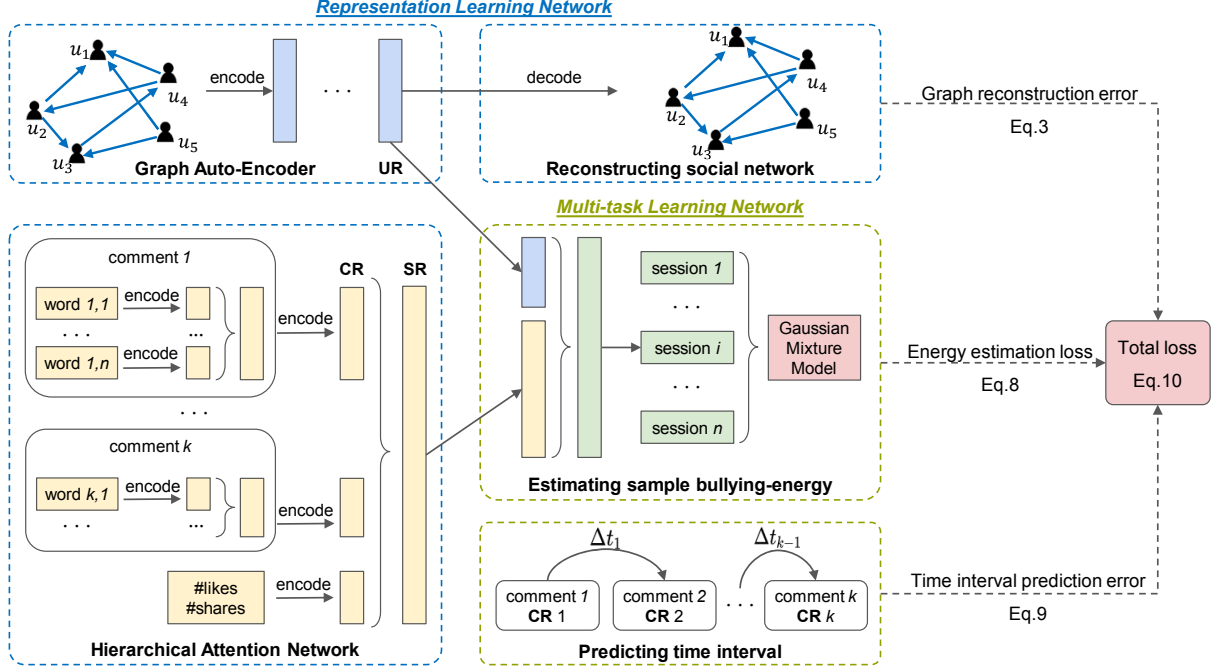 Representation Learning Network
u₁
u₂
u₃
u₄
u₅
encode
. . .
Graph Auto-Encoder
UR
decode
u₁
u₂
u₃
u₄
u₅
Reconstructing social network
Graph reconstruction error
Eq.3
Multi-task Learning Network
comment 1
word 1,1
encode
. . .
...
word 1,n
encode
encode
CR
SR
. . .
comment k
word k,1
encode
. . .
...
encode
#likes
#shares
encode
Hierarchical Attention Network
session 1
. . .
session i
. . .
session n
Gaussian
Mixture
Model
Estimating sample bullying-energy
Energy estimation loss
Eq.8
Total loss
Eq.10
Δt₁
Δtₖ₋₁
comment 1
CR 1
comment 2
CR 2
. . .
comment k
CR k
Predicting time interval
Time interval prediction error
Eq.9